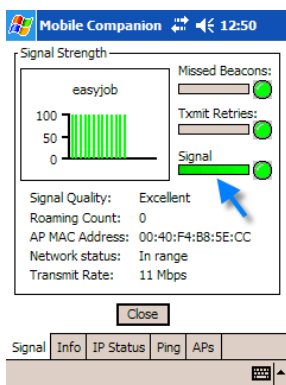 Mobile Companion 12:50
Signal Strength
Missed Beacons:
easyjob
Txmit Retries:
100
50
0
Signal
Signal Quality: Excellent
Roaming Count: 0
AP MAC Address: 00:40:F4:B8:5E:CC
Network status: In range
Transmit Rate: 11 Mbps
Close
Signal Info IP Status Ping APs